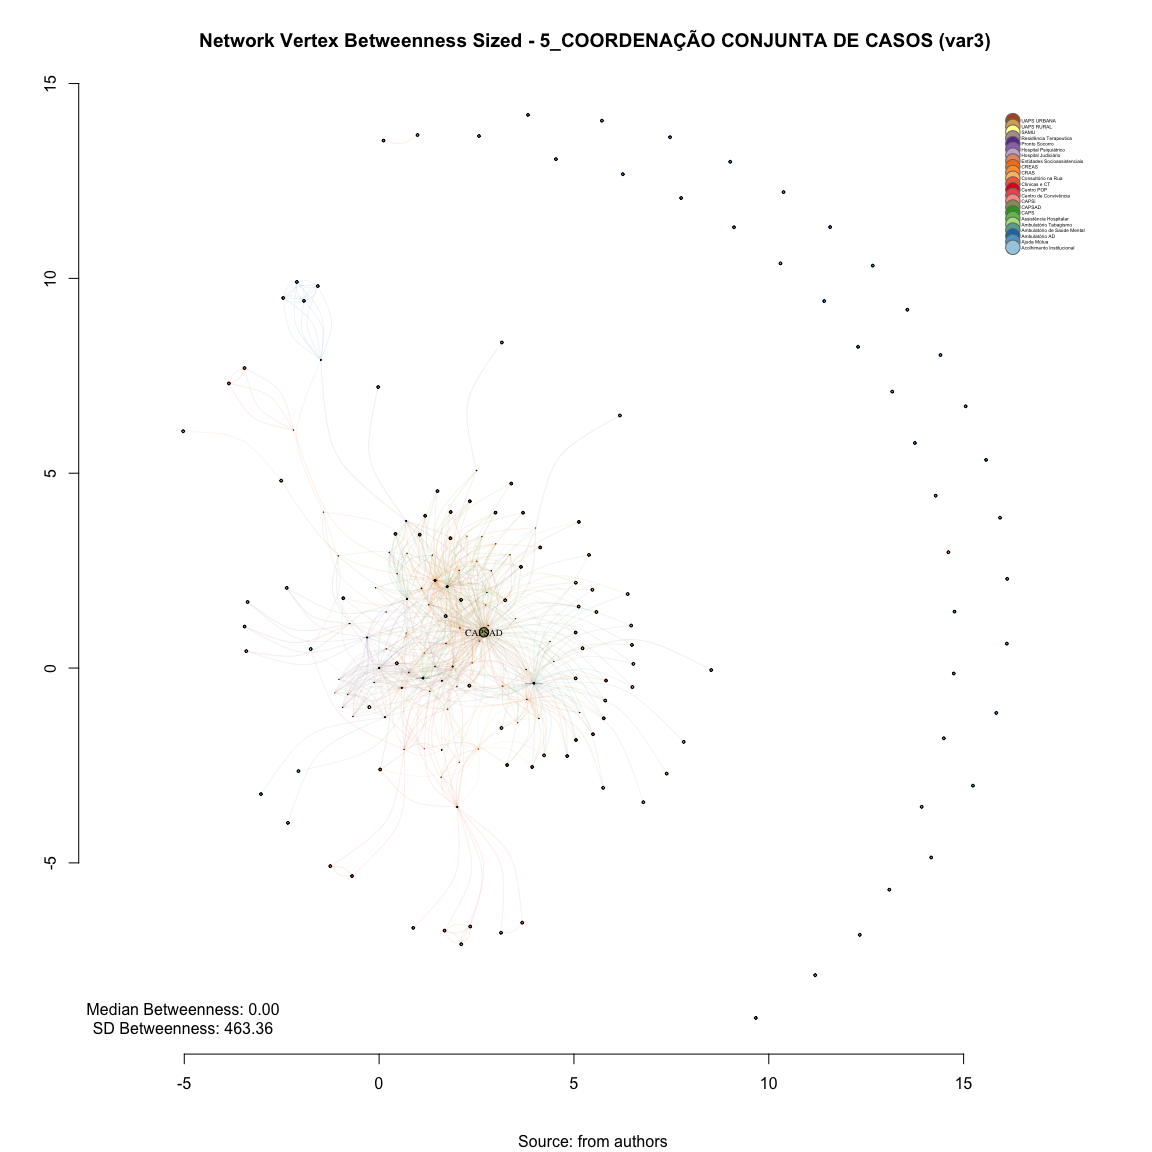 Network Vertex Betweenness Sized - 5_COORDENAÇÃO CONJUNTA DE CASOS (var3)
15
10
5
0
-5
UAPS URBANA
UAPS RURAL
SAMU
Residência Terapeutica
Pronto Socorro
Hospital Psiquiátrico
Hospital Judiciário
Entidades Socioassistenciais
CREAS
CRAS
Consultório na Rua
Clínicas e CT
Centro POP
Centro de Convivência
CAPSI
CAPSAD
CAPS
Assistência Hospitalar
Ambulatório Tabagismo
Ambulatório de Saúde Mental
Ambulatório AD
Ajuda Mútua
Acolhimento Institucional
CAPSAD
Median Betweenness: 0.00
SD Betweenness: 463.36
-5 0 5 10 15
Source: from authors